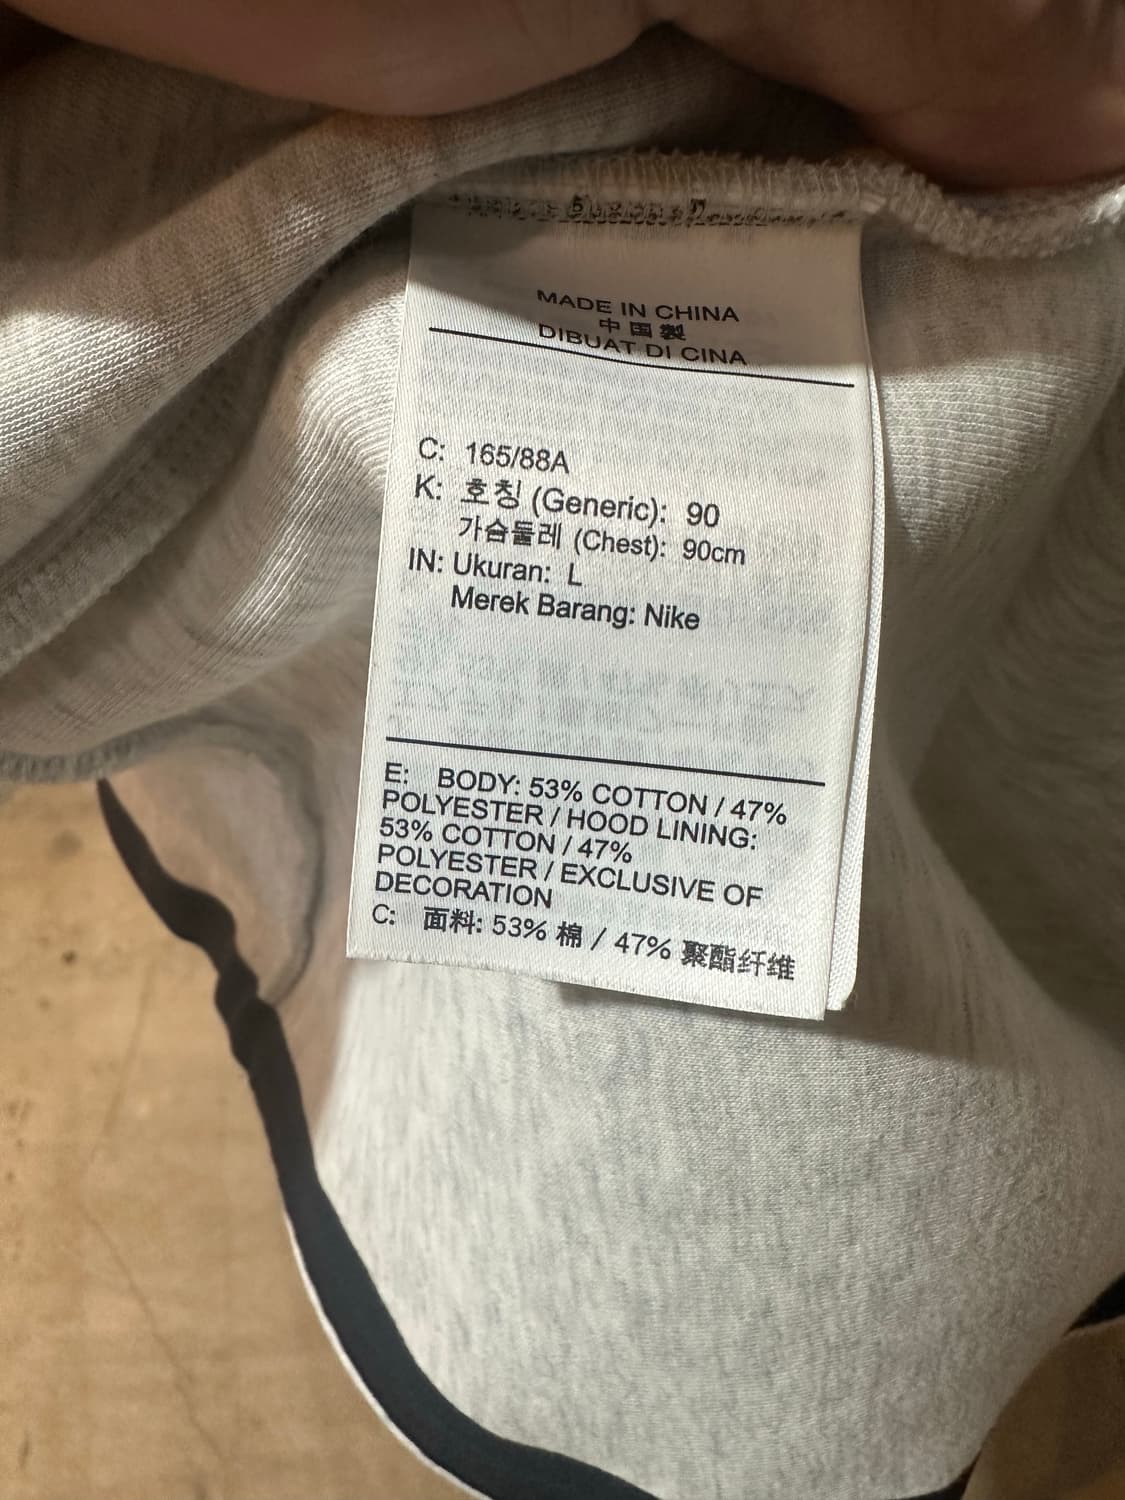 MADE IN CHINA
中国製
DIBUAT DI CINA
C: 165/88A
K: 호칭 (Generic): 90
가슴둘레 (Chest): 90cm
IN: Ukuran: L
Merek Barang: Nike
E: BODY: 53% COTTON / 47%
POLYESTER / HOOD LINING:
53% COTTON / 47%
POLYESTER / EXCLUSIVE OF
DECORATION
C: 面料: 53% 棉 / 47% 聚酯纤维